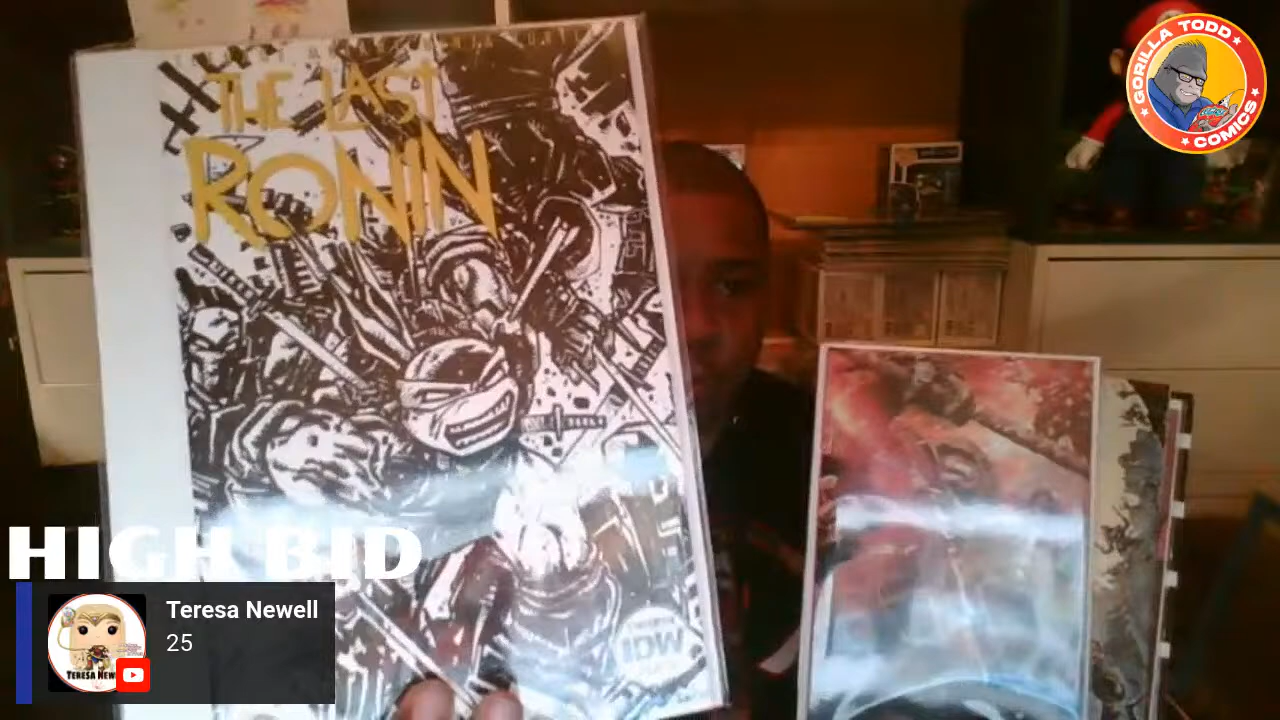 THE LAST
RONIN
IDW
GORILLA TODD
COMICS
HIGH BID
Teresa Newell
25